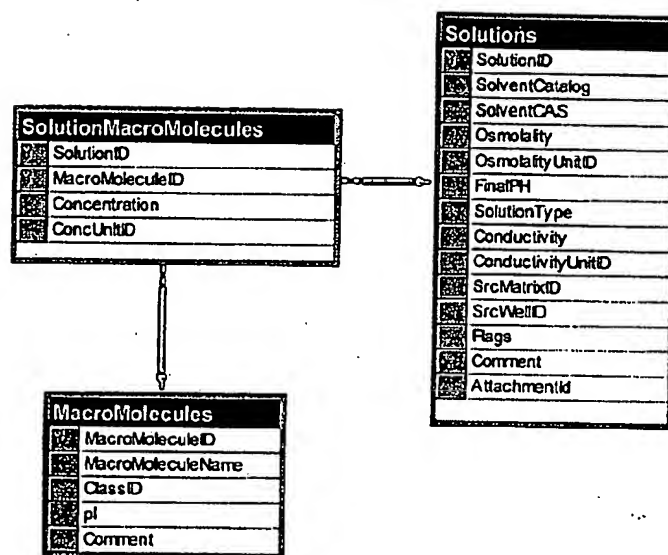 Solutions
SolutionID
SolventCatalog
SolventCAS
Osmolality
OsmolalityUnitID
FinalPH
SolutionType
Conductivity
ConductivityUnitID
SrcMatrixID
SrcWellID
Flags
Comment
AttachmentId
SolutionMacroMolecules
SolutionID
MacroMoleculeID
Concentration
ConcUnitID
MacroMolecules
MacroMoleculeID
MacroMoleculeName
ClassID
pI
Comment